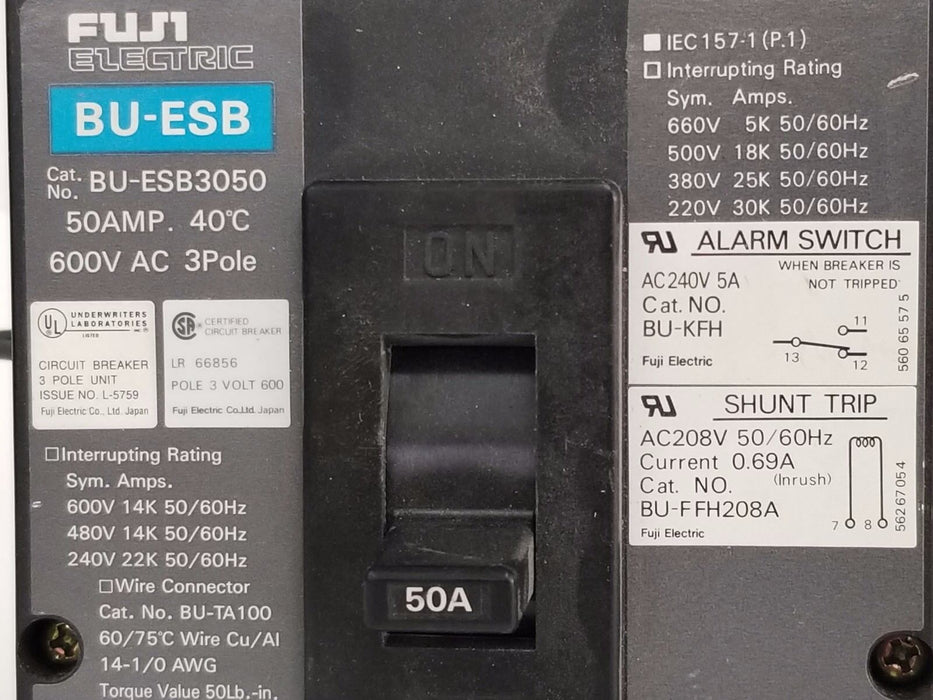 FUJI
ELECTRIC
BU-ESB
Cat. No. BU-ESB3050
50AMP. 40℃
600V AC 3Pole
UL UNDERWRITERS
LABORATORIES
LISTED
CIRCUIT BREAKER
3 POLE UNIT
ISSUE NO. L-5759
Fuji Electric Co., Ltd. Japan
SA CERTIFIED
CIRCUIT BREAKER
LR 66856
POLE 3 VOLT 600
Fuji Electric Co.,Ltd. Japan
□Interrupting Rating
Sym. Amps.
600V 14K 50/60Hz
480V 14K 50/60Hz
240V 22K 50/60Hz
□Wire Connector
Cat. No. BU-TA100
60/75℃ Wire Cu/Al
14-1/0 AWG
Torque Value 50Lb.-in.
ON
50A
■IEC157-1(P.1)
□Interrupting Rating
Sym. Amps.
660V 5K 50/60Hz
500V 18K 50/60Hz
380V 25K 50/60Hz
220V 30K 50/60Hz
RU ALARM SWITCH
WHEN BREAKER IS
NOT TRIPPED
AC240V 5A
Cat. NO.
BU-KFH
Fuji Electric
11
13
12
560 65 57 5
RU SHUNT TRIP
AC208V 50/60Hz
Current 0.69A
(Inrush)
Cat. NO.
BU-FFH208A
Fuji Electric
7 8
56267054